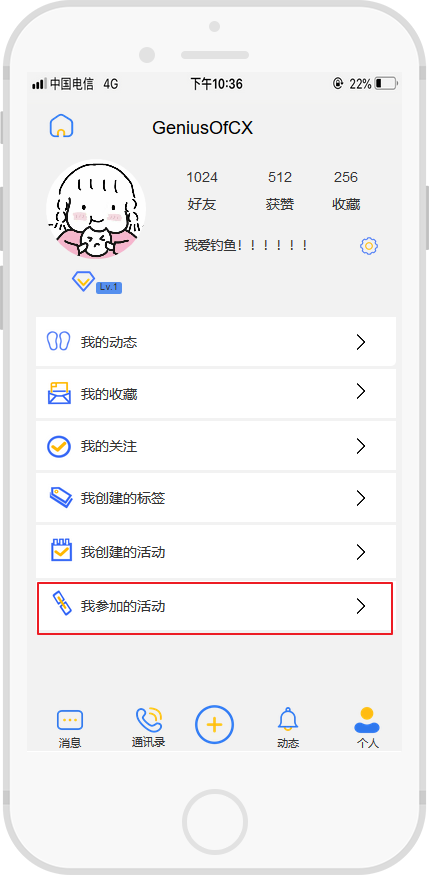 中国电信 4G 下午10:36 22%
GeniusOfCX
1024 512 256
好友 获赞 收藏
我爱钓鱼！！！！！！
Lv.1
我的动态
我的收藏
我的关注
我创建的标签
我创建的活动
我参加的活动
消息 通讯录 动态 个人